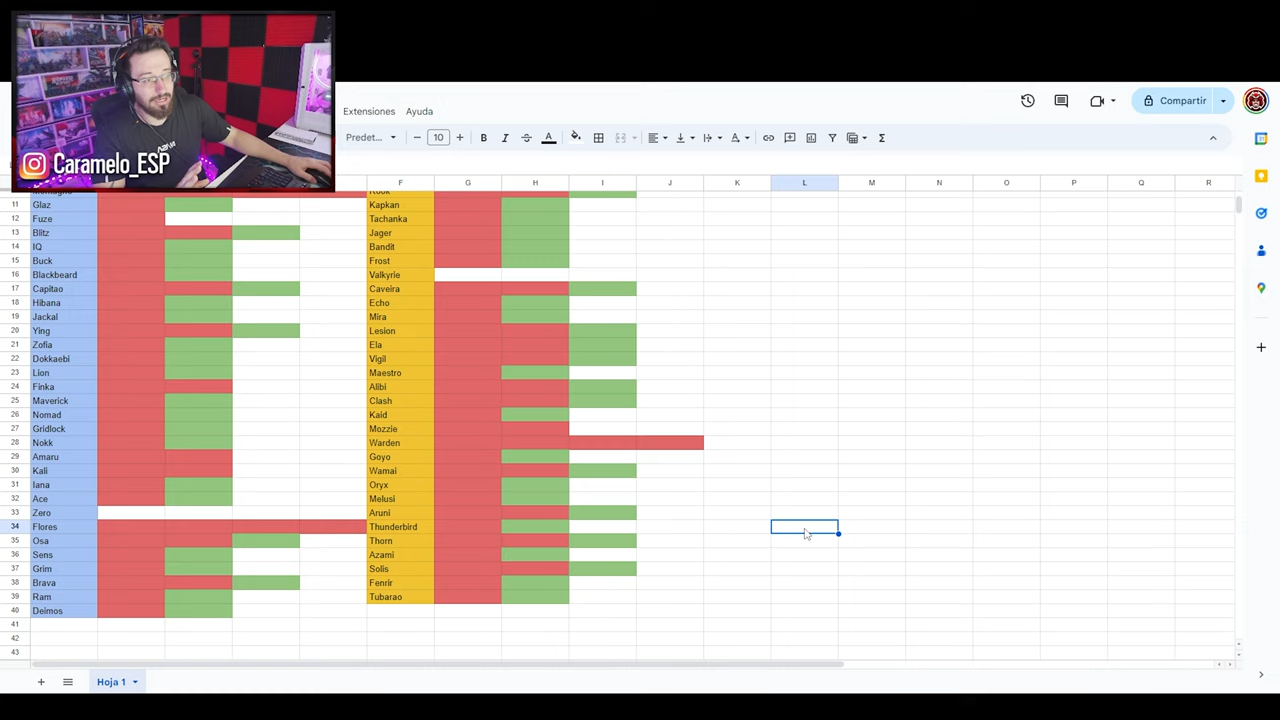 Caramelo_ESP
Extensiones Ayuda
Compartir
Predet... 10 B I A
F G H I J K L M N O P Q R
Rook
11 Glaz Kapkan
12 Fuze Tachanka
13 Blitz Jager
14 IQ Bandit
15 Buck Frost
16 Blackbeard Valkyrie
17 Capitao Caveira
18 Hibana Echo
19 Jackal Mira
20 Ying Lesion
21 Zofia Ela
22 Dokkaebi Vigil
23 Lion Maestro
24 Finka Alibi
25 Maverick Clash
26 Nomad Kaid
27 Gridlock Mozzie
28 Nokk Warden
29 Amaru Goyo
30 Kali Wamai
31 Iana Oryx
32 Ace Melusi
33 Zero Aruni
34 Flores Thunderbird
35 Osa Thorn
36 Sens Azami
37 Grim Solis
38 Brava Fenrir
39 Ram Tubarao
40 Deimos
41
42
43
Hoja 1